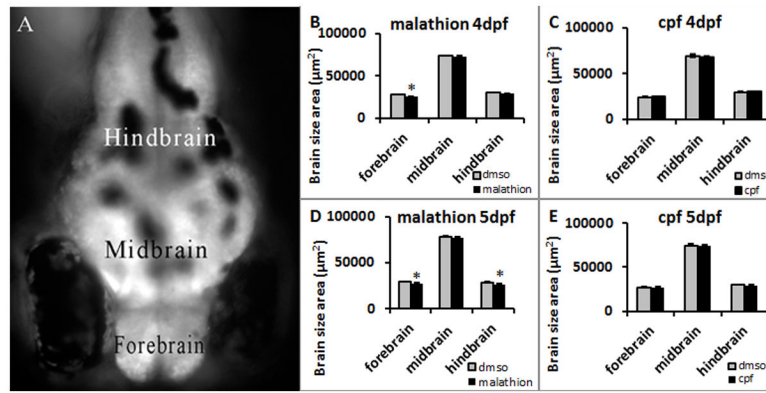 A
Hindbrain
Midbrain
Forebrain
B
malathion 4dpf
Brain size area (µm²)
100000
50000
0
*
forebrain
midbrain
hindbrain
dmso
malathion
C
cpf 4dpf
Brain size area (µm²)
100000
50000
0
forebrain
midbrain
hindbrain
dms
cpf
D
malathion 5dpf
Brain size area (µm²)
100000
50000
0
*
*
forebrain
midbrain
hindbrain
dmso
malathion
E
cpf 5dpf
Brain size area (µm²)
100000
50000
0
forebrain
midbrain
hindbrain
dmso
cpf